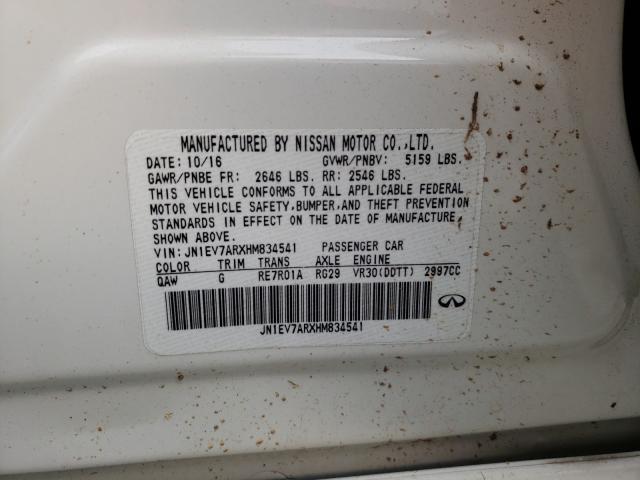 MANUFACTURED BY NISSAN MOTOR CO.,LTD.
DATE: 10/16 GVWR/PNBV: 5159 LBS.
GAWR/PNBE FR: 2646 LBS. RR: 2546 LBS.
THIS VEHICLE CONFORMS TO ALL APPLICABLE FEDERAL
MOTOR VEHICLE SAFETY,BUMPER,AND THEFT PREVENTION
STANDARDS IN EFFECT ON THE DATE OF MANUFACTURE
SHOWN ABOVE.
VIN: JN1EV7ARXHM834541 PASSENGER CAR
COLOR TRIM TRANS AXLE ENGINE
QAW G RE7R01A RG29 VR30(DDTT) 2997CC
JN1EV7ARXHM834541